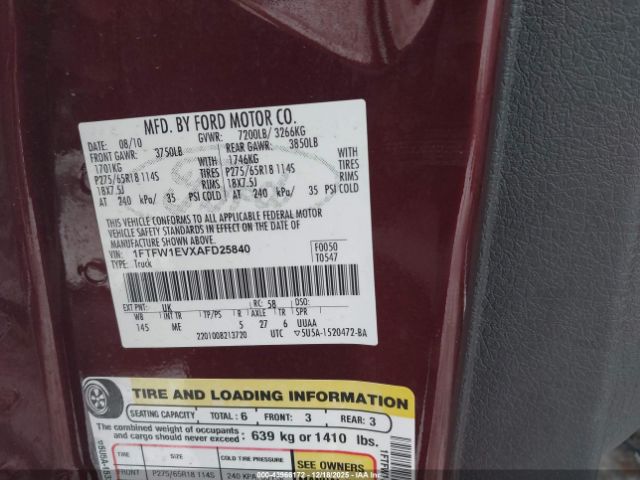 MFD. BY FORD MOTOR CO.
DATE: 08/10 GVWR: 7200LB/ 3266KG
FRONT GAWR: 3750LB REAR GAWR: 3850LB
1701KG WITH 1746KG WITH
P275/65R18 114S TIRES P275/65R18 114S TIRES
18X7.5J RIMS 18X7.5J RIMS
AT 240 kPa/ 35 PSI COLD AT 240 kPa/ 35 PSI COLD
THIS VEHICLE CONFORMS TO ALL APPLICABLE FEDERAL MOTOR
VEHICLE SAFETY STANDARDS IN EFFECT ON THE DATE OF
MANUFACTURE SHOWN ABOVE.
VIN: 1FTFW1EVXAFD25840 F0050
TYPE: Truck T0547
EXT PNT: UK RC: 58 DSO:
WB INT TR TP/PS R AXLE TR SPR
145 ME 5 27 6 UUAA
2201008213720 UTC 5U5A-1520472-BA
TIRE AND LOADING INFORMATION
SEATING CAPACITY TOTAL : 6 FRONT: 3 REAR: 3
The combined weight of occupants
and cargo should never exceed : 639 kg or 1410 lbs.
TIRE SIZE COLD TIRE PRESSURE SEE OWNERS
FRONT P275/65R18 114S 240 KPA
© IAA 000-43966172 - 12/18/2025 - IAAI.COM